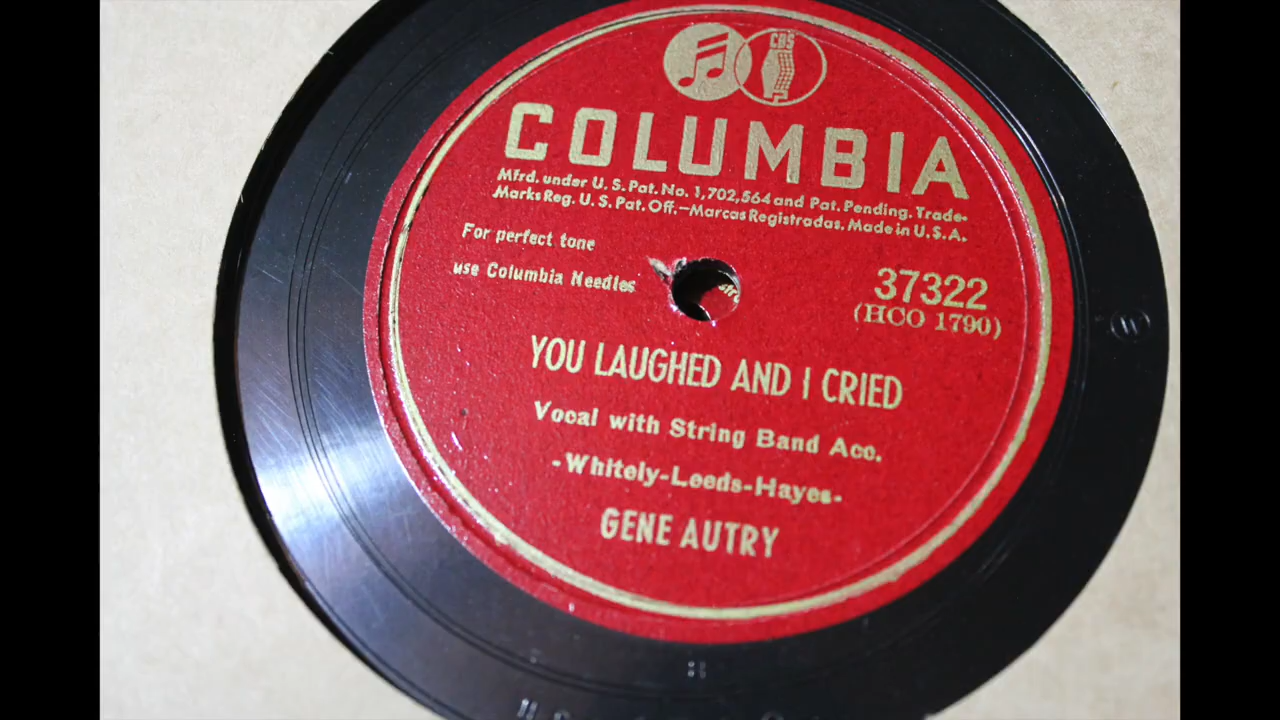 CBS
COLUMBIA
Mfrd. under U. S. Pat. No. 1,702,564 and Pat. Pending. Trade-
Marks Reg. U. S. Pat. Off.—Marcas Registradas. Made in U.S.A.
For perfect tone
use Columbia Needles
37322
(HCO 1790)
YOU LAUGHED AND I CRIED
Vocal with String Band Acc.
-Whitely-Leeds-Hayes-
GENE AUTRY